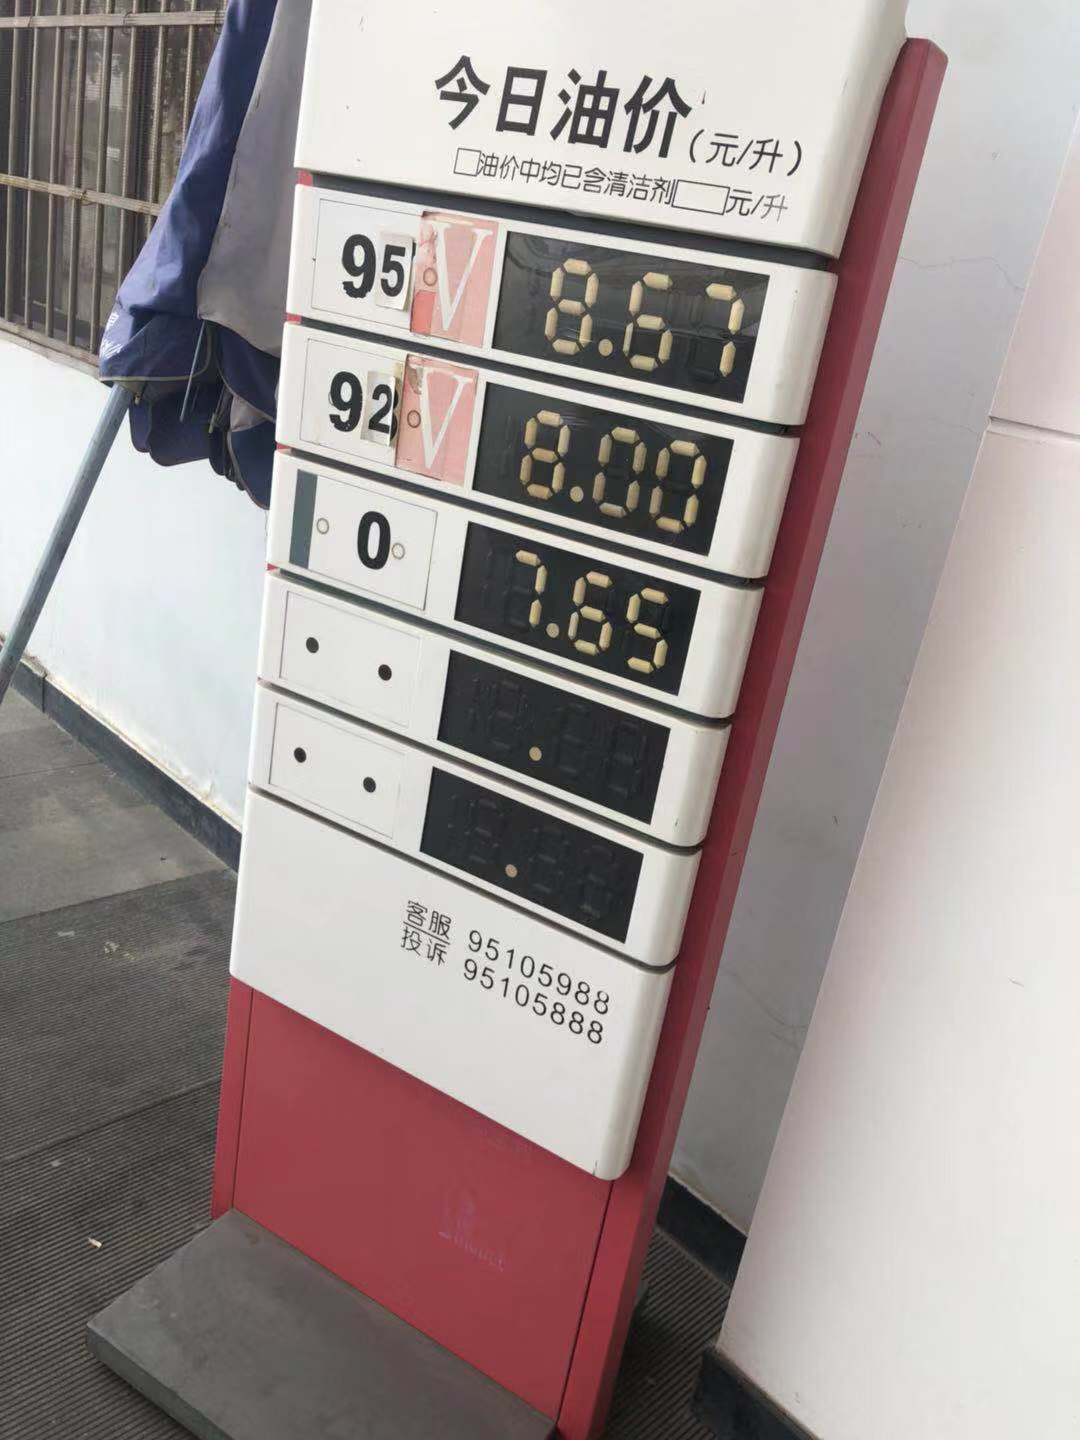 今日油价(元/升)
□油价中均已含清洁剂□元/升
95 V 8.67
92 V 8.00
0 7.65
客服 95105988
投诉 95105888